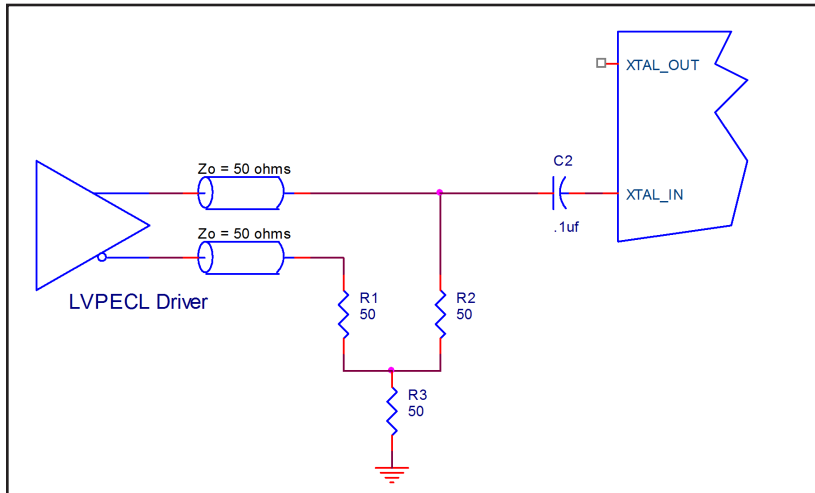 XTAL_OUT
Zo = 50 ohms
C2
XTAL_IN
.1uf
Zo = 50 ohms
LVPECL Driver
R1
50
R2
50
R3
50